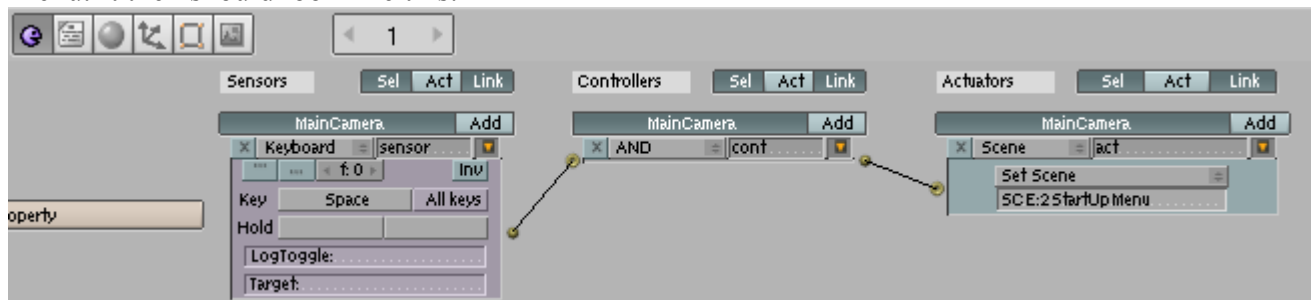 1
Sensors Sel Act Link Controllers Sel Act Link Actuators Sel Act Link
MainCamera Add MainCamera Add MainCamera Add
X Keyboard sensor X AND cont X Scene act
f:0 Inv Set Scene
Key Space All keys SCE:2StartUpMenu
operty
Hold
LogToggle:
Target: